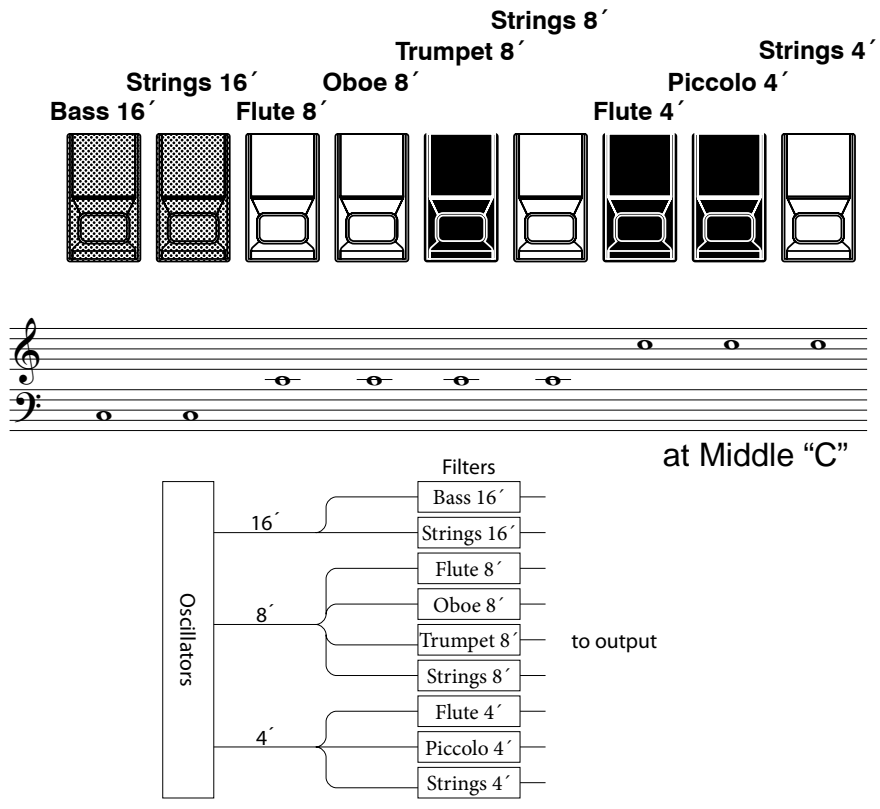 Strings 8´
Trumpet 8´
Strings 4´
Strings 16´
Oboe 8´
Piccolo 4´
Bass 16´
Flute 8´
Flute 4´
at Middle “C”
Filters
Bass 16´
16´
Strings 16´
Flute 8´
Oboe 8´
8´
Trumpet 8´
to output
Oscillators
Strings 8´
Flute 4´
4´
Piccolo 4´
Strings 4´